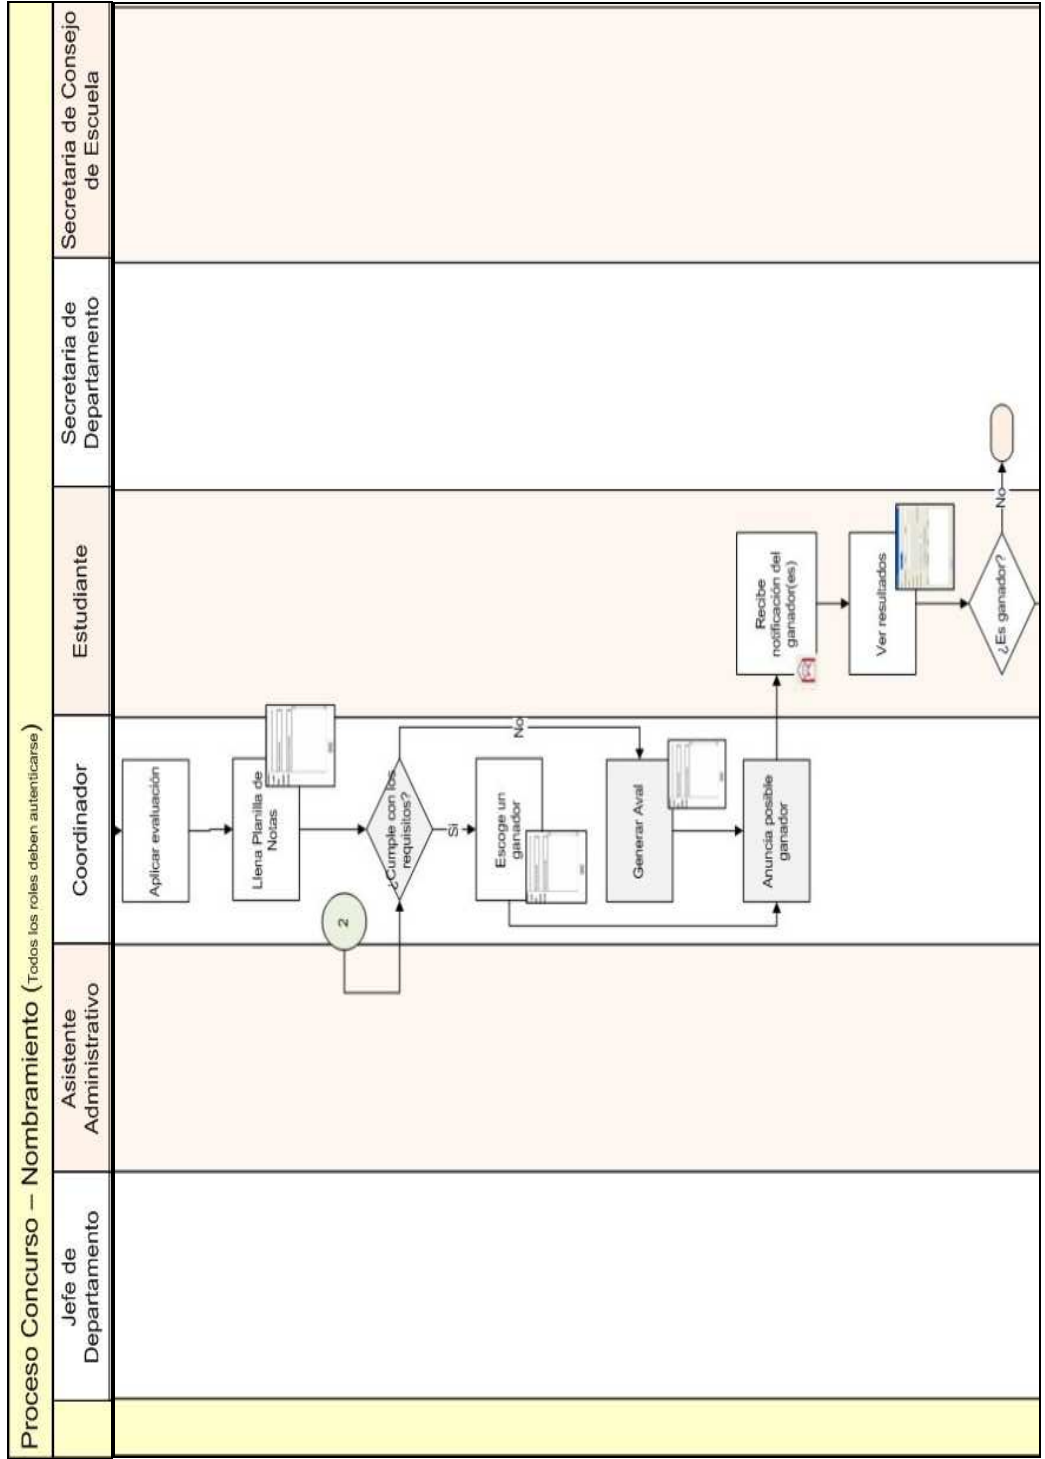 Proceso Concurso – Nombramiento (Todos los roles deben autenticarse)
Jefe de
Departamento
Asistente
Administrativo
Coordinador
Estudiante
Secretaria de
Departamento
Secretaria de Consejo
de Escuela
Aplicar evaluación
Llena Planilla de
Notas
2
¿Cumple con los
requisitos?
Si
No
Escoge un
ganador
Generar Aval
Anuncia posible
ganador
Recibe
notificación del
ganador(es)
Ver resultados
¿Es ganador?
No